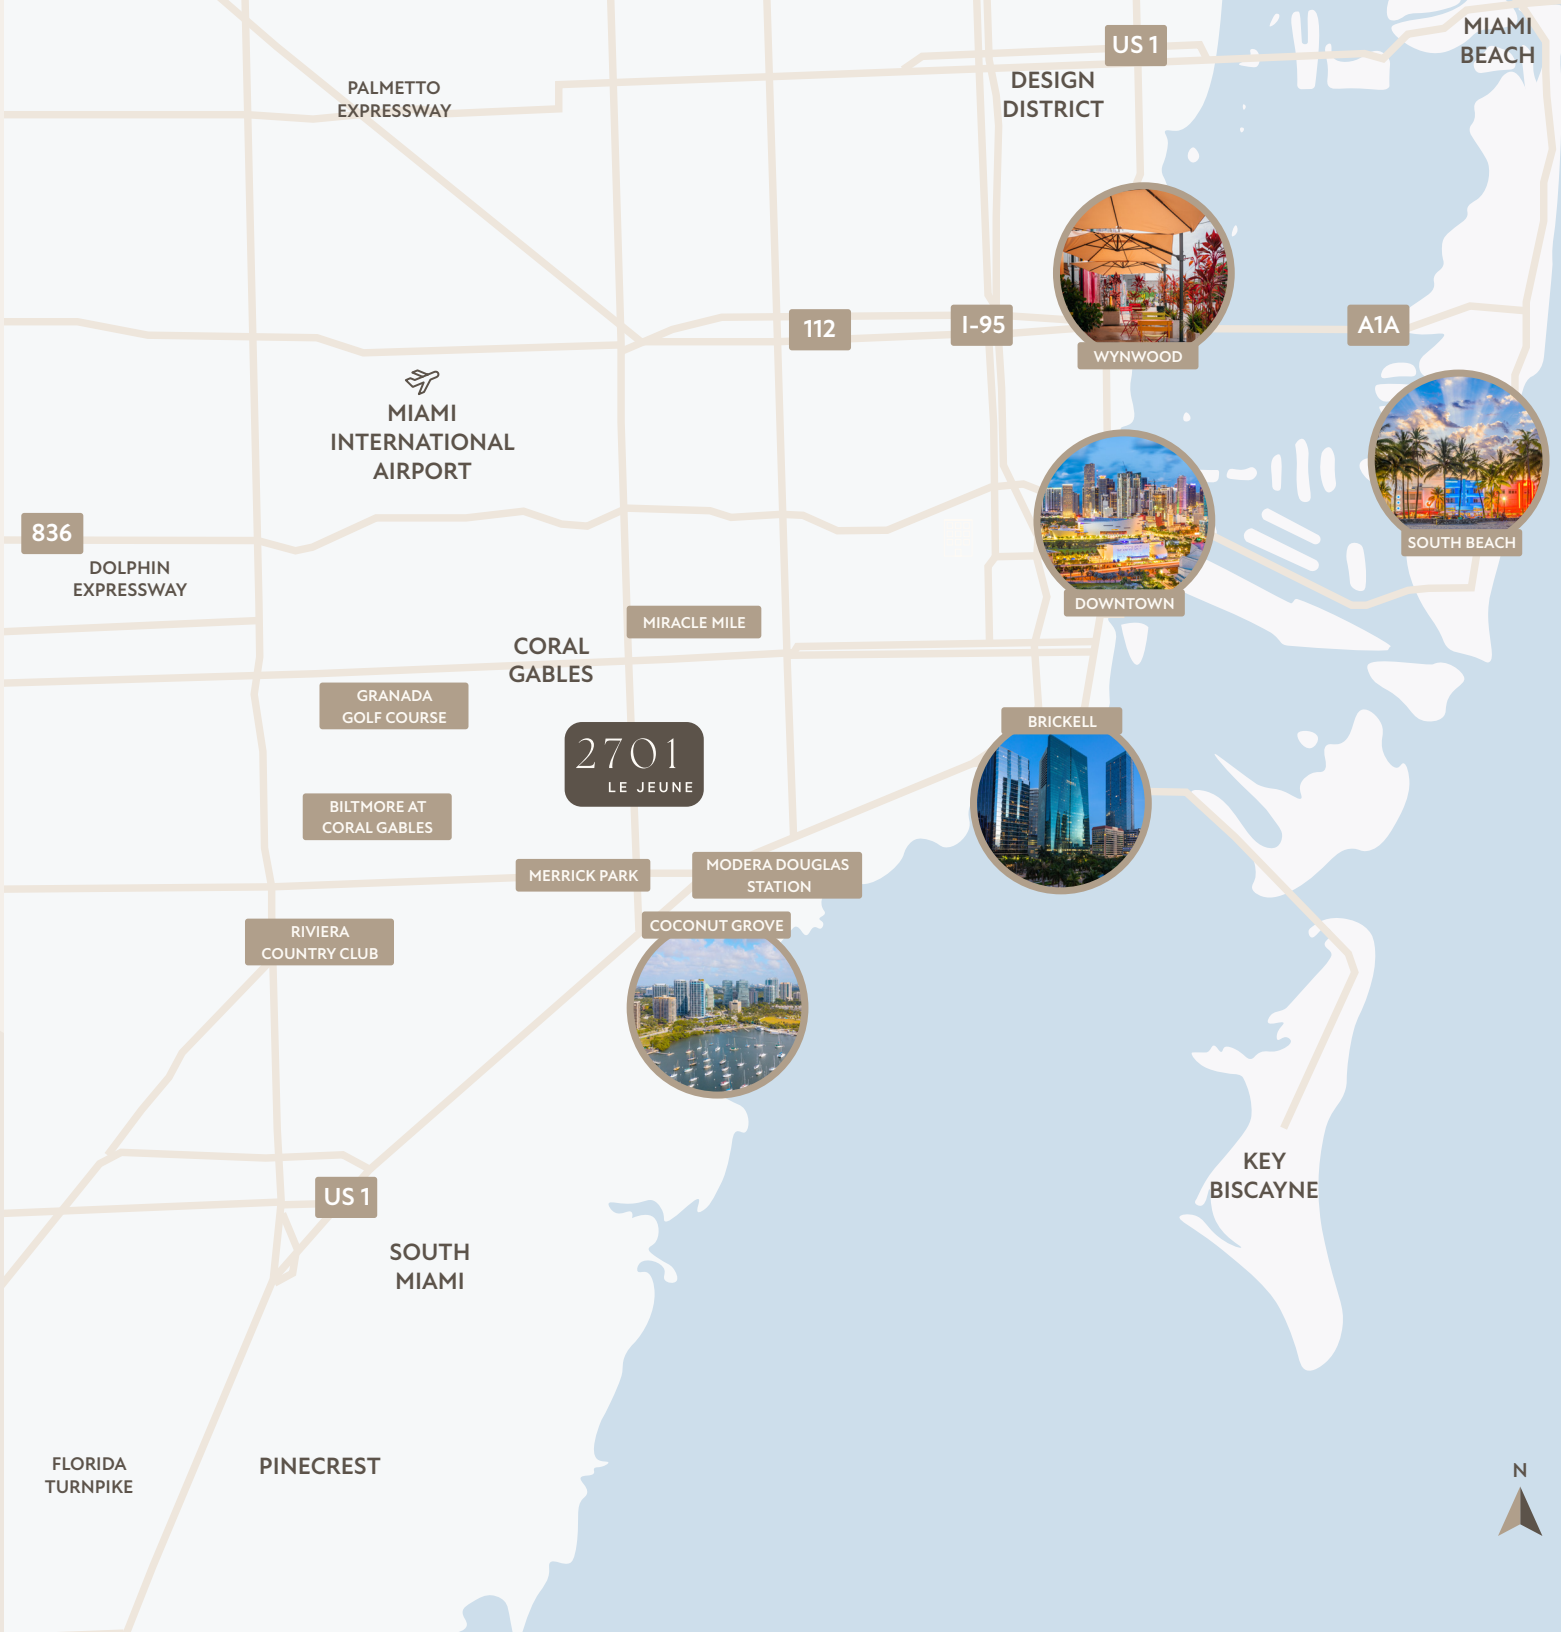 MIAMI
BEACH
US 1
DESIGN
DISTRICT
PALMETTO
EXPRESSWAY
112
I-95
A1A
WYNWOOD
MIAMI
INTERNATIONAL
AIRPORT
836
DOLPHIN
EXPRESSWAY
SOUTH BEACH
DOWNTOWN
MIRACLE MILE
CORAL
GABLES
GRANADA
GOLF COURSE
BRICKELL
2701
LE JEUNE
BILTMORE AT
CORAL GABLES
MERRICK PARK
MODERA DOUGLAS
STATION
COCONUT GROVE
RIVIERA
COUNTRY CLUB
KEY
BISCAYNE
US 1
SOUTH
MIAMI
FLORIDA
TURNPIKE
PINECREST
N